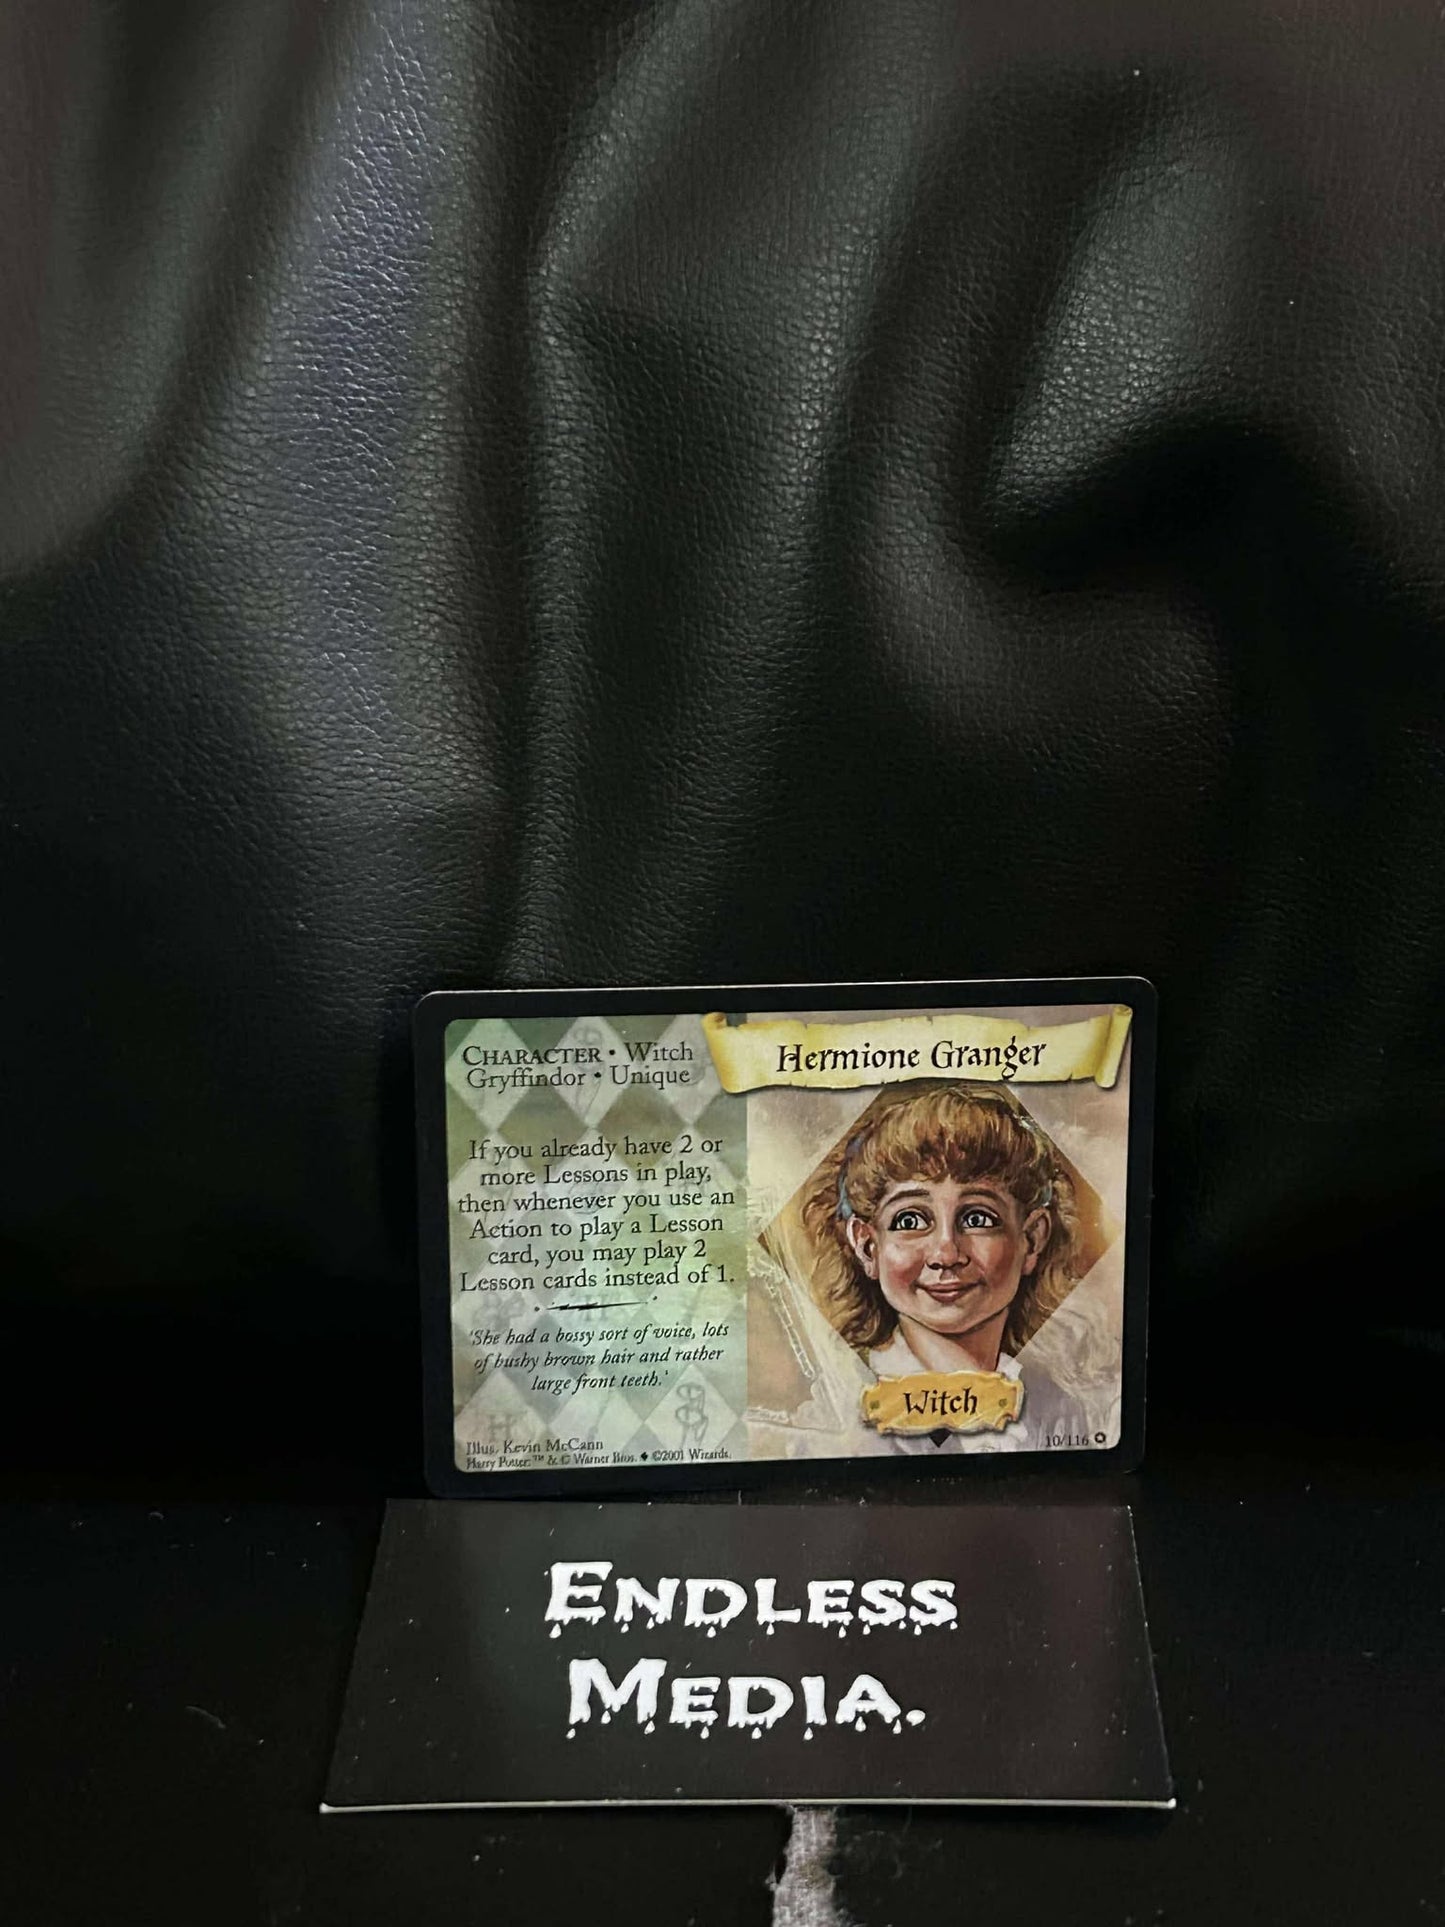 CHARACTER • Witch
Gryffindor • Unique
If you already have 2 or
more Lessons in play,
then whenever you use an
Action to play a Lesson
card, you may play 2
Lesson cards instead of 1.
'She had a bossy sort of voice, lots
of bushy brown hair and rather
large front teeth.'
Illus. Kevin McCann
Harry Potter ™ & © Warner Bros. ♦ ©2001 Wizards.
Hermione Granger
Witch
10/116
ENDLESS
MEDIA.